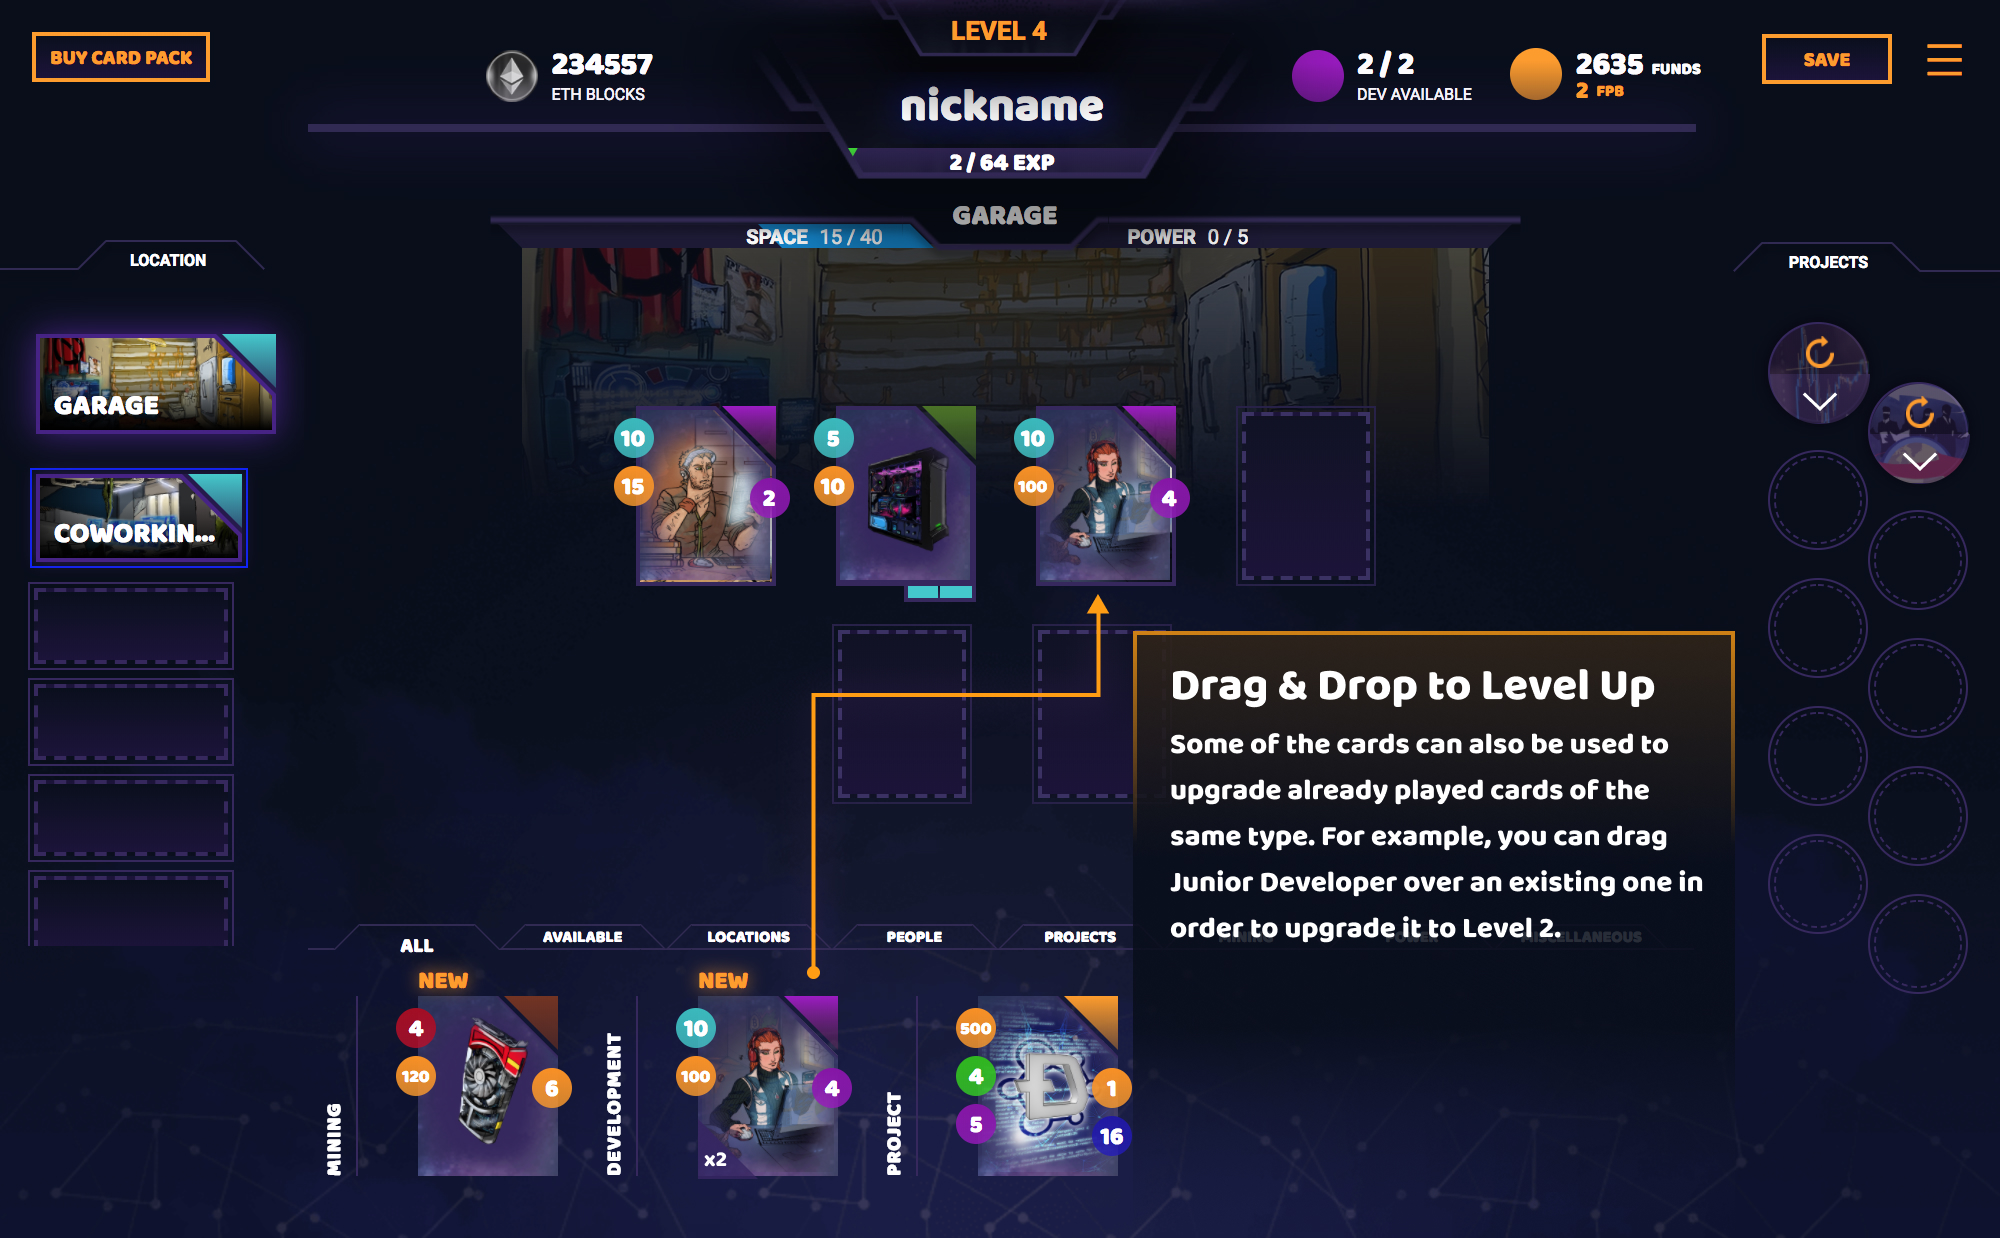 BUY CARD PACK
234557
ETH BLOCKS
LEVEL 4
nickname
2 / 64 EXP
2 / 2
DEV AVAILABLE
2635 FUNDS
2 FPB
SAVE
GARAGE
SPACE 15 / 40
POWER 0 / 5
LOCATION
GARAGE
COWORKIN...
PROJECTS
10
15
2
5
10
10
100
4
Drag & Drop to Level Up
Some of the cards can also be used to
upgrade already played cards of the
same type. For example, you can drag
Junior Developer over an existing one in
order to upgrade it to Level 2.
ALL
AVAILABLE
LOCATIONS
PEOPLE
PROJECTS
MINING
POWER
MISCELLANEOUS
MINING
NEW
4
120
6
DEVELOPMENT
NEW
10
100
4
x2
PROJECT
500
4
5
1
16